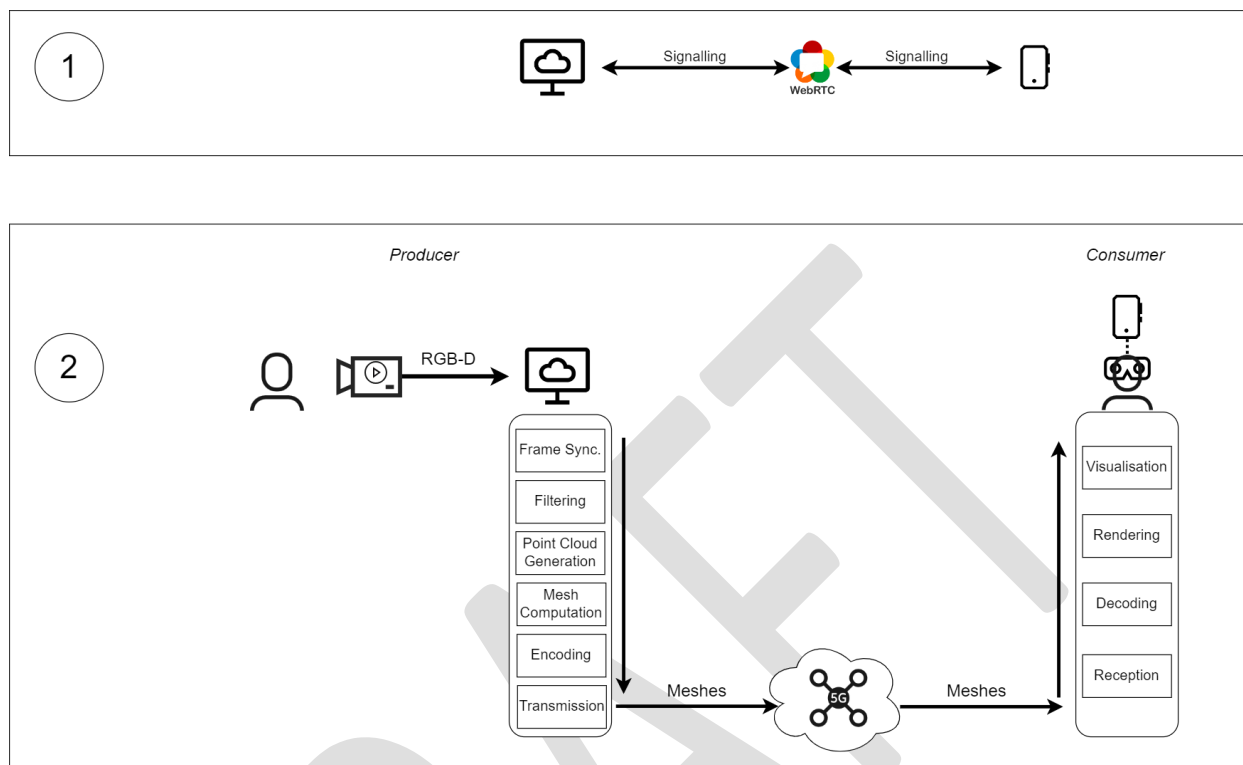 1
Signalling
Signalling
WebRTC
Producer
Consumer
2
RGB-D
Frame Sync.
Filtering
Point Cloud
Generation
Mesh
Computation
Encoding
Transmission
Meshes
5G
Meshes
Visualisation
Rendering
Decoding
Reception